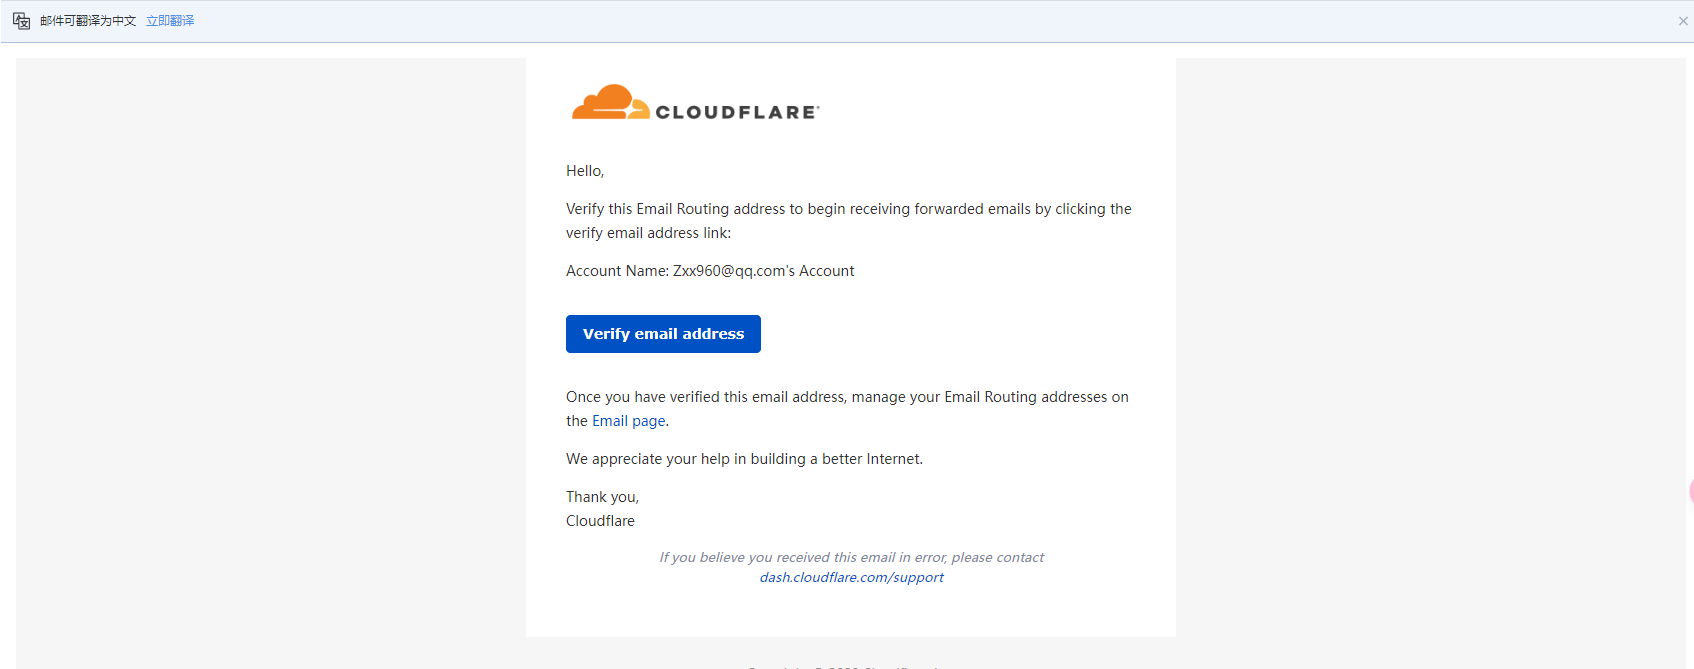 邮件可翻译为中文 立即翻译
CLOUDFLARE
Hello,
Verify this Email Routing address to begin receiving forwarded emails by clicking the
verify email address link:
Account Name: Zxx960@qq.com's Account
Verify email address
Once you have verified this email address, manage your Email Routing addresses on
the Email page.
We appreciate your help in building a better Internet.
Thank you,
Cloudflare
If you believe you received this email in error, please contact
dash.cloudflare.com/support